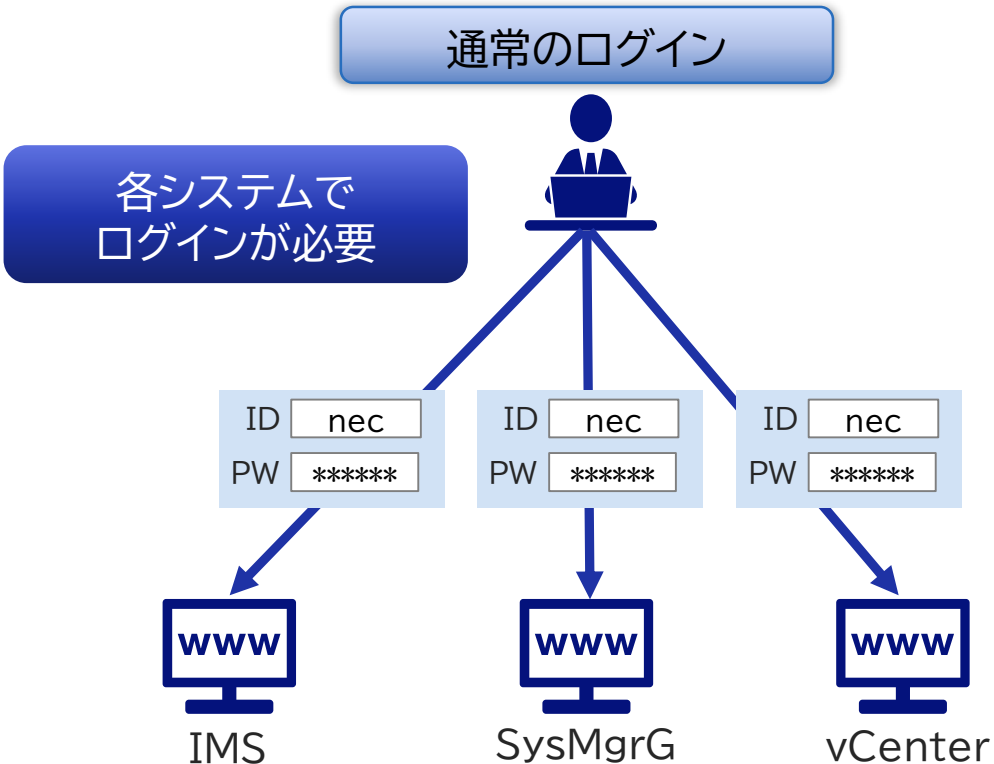 通常のログイン
各システムで
ログインが必要
ID nec
PW ******
ID nec
PW ******
ID nec
PW ******
www
www
www
IMS
SysMgrG
vCenter